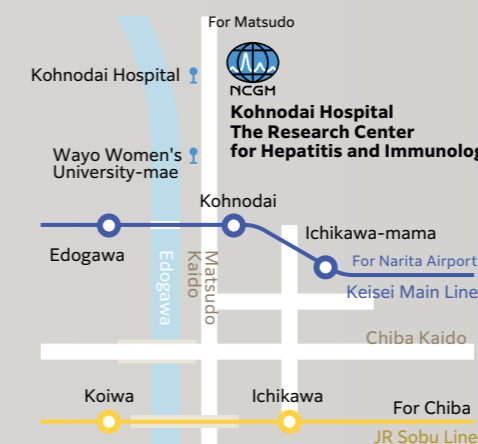 For Matsudo
Kohnodai Hospital
NCGM
Kohnodai Hospital
The Research Center
for Hepatitis and Immunolog
Wayo Women's
University-mae
Kohnodai
Edogawa
Ichikawa-mama
For Narita Airport
Keisei Main Line
Edogawa
Matsudo
Kaido
Chiba Kaido
Koiwa
Ichikawa
For Chiba
JR Sobu Line